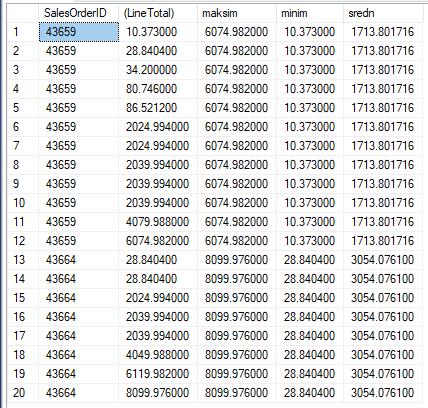 SalesOrderID (LineTotal) maksim minim sredn
1 43659 10.373000 6074.982000 10.373000 1713.801716
2 43659 28.840400 6074.982000 10.373000 1713.801716
3 43659 34.200000 6074.982000 10.373000 1713.801716
4 43659 80.746000 6074.982000 10.373000 1713.801716
5 43659 86.521200 6074.982000 10.373000 1713.801716
6 43659 2024.994000 6074.982000 10.373000 1713.801716
7 43659 2024.994000 6074.982000 10.373000 1713.801716
8 43659 2039.994000 6074.982000 10.373000 1713.801716
9 43659 2039.994000 6074.982000 10.373000 1713.801716
10 43659 2039.994000 6074.982000 10.373000 1713.801716
11 43659 4079.988000 6074.982000 10.373000 1713.801716
12 43659 6074.982000 6074.982000 10.373000 1713.801716
13 43664 28.840400 8099.976000 28.840400 3054.076100
14 43664 28.840400 8099.976000 28.840400 3054.076100
15 43664 2024.994000 8099.976000 28.840400 3054.076100
16 43664 2039.994000 8099.976000 28.840400 3054.076100
17 43664 2039.994000 8099.976000 28.840400 3054.076100
18 43664 4049.988000 8099.976000 28.840400 3054.076100
19 43664 6119.982000 8099.976000 28.840400 3054.076100
20 43664 8099.976000 8099.976000 28.840400 3054.076100